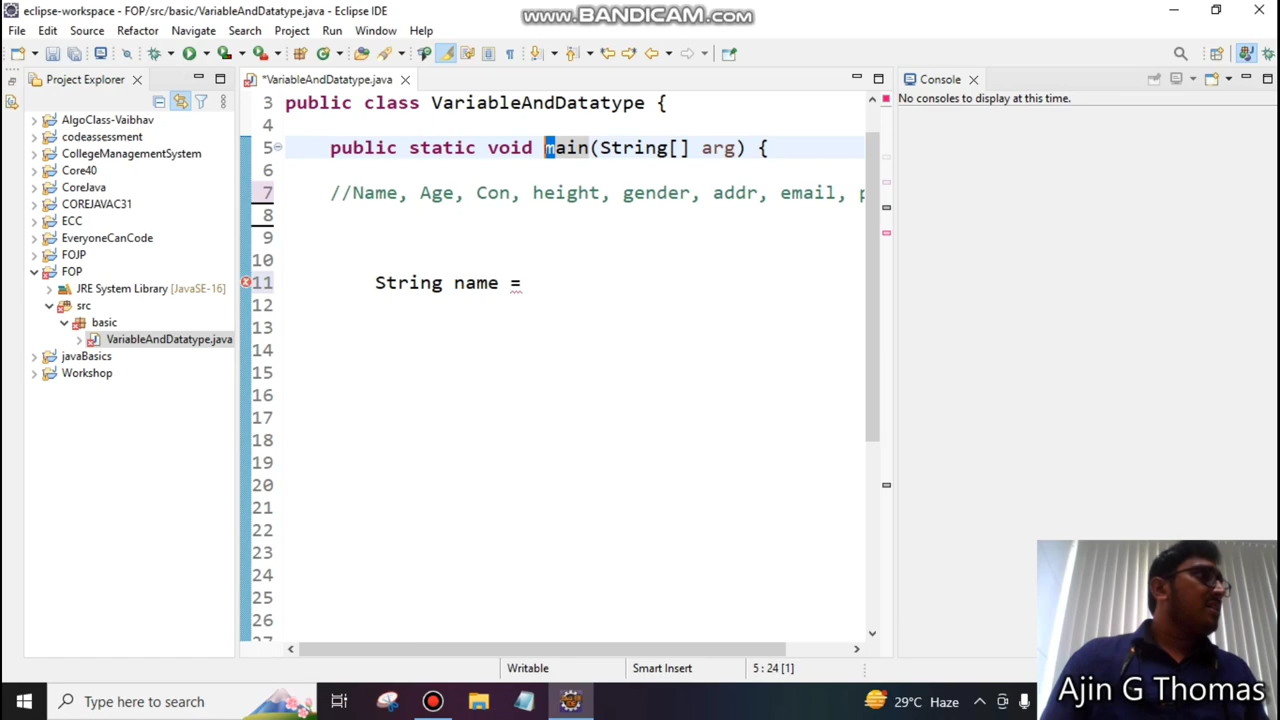 eclipse-workspace - FOP/src/basic/VariableAndDatatype.java - Eclipse IDE
www.BANDICAM.com
File Edit Source Refactor Navigate Search Project Run Window Help
Project Explorer
*VariableAndDatatype.java
Console
No consoles to display at this time.
AlgoClass-Vaibhav
codeassessment
CollegeManagementSystem
Core40
CoreJava
COREJAVAC31
ECC
EveryoneCanCode
FOJP
FOP
JRE System Library [JavaSE-16]
src
basic
VariableAndDatatype.java
javaBasics
Workshop
3 public class VariableAndDatatype {
4
5 public static void main(String[] arg) {
6
7 //Name, Age, Con, height, gender, addr, email, p
8
9
10
11 String name =
12
13
14
15
16
17
18
19
20
21
22
23
24
25
26
27
Writable
Smart Insert
5 : 24 [1]
Ajin G Thomas
Type here to search
29°C Haze